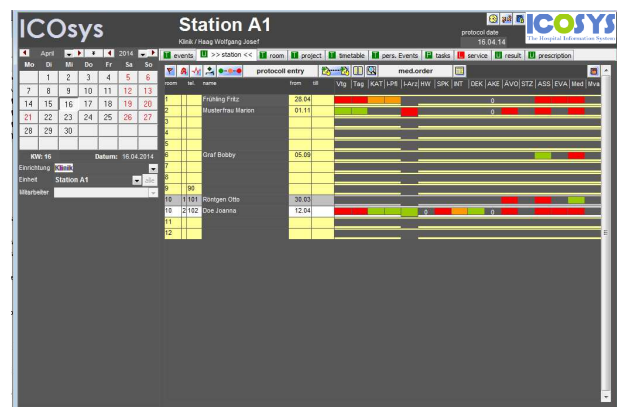 ICOsys
Station A1
Klinik / Haag Wolfgang Josef
protocol date
16.04.14
ICOSYS
The Hospital Information System
April 2014
events >> station << room project timetable pers. Events tasks service result prescription
Mo Di Mi Do Fr Sa So
1 2 3 4 5 6
7 8 9 10 11 12 13
14 15 16 17 18 19 20
21 22 23 24 25 26 27
28 29 30
KW: 16 Datum: 16.04.2014
Einrichtung Klinik
Einheit Station A1 alle
Mitarbeiter
protocoll entry med.order
room tel. name from till Vtg Tag KAT I-Pfl I-Arz HW SPK INT DEK AKE ÄVO STZ ASS EVA Med Mva
1 Frühling Fritz 28.04 0
2 Musterfrau Marion 01.11 0
3
4
5
6 Graf Bobby 05.09
7
8
9 90
10 1 101 Röntgen Otto 30.03
10 2 102 Doe Joanna 12.04 0 0
11
12